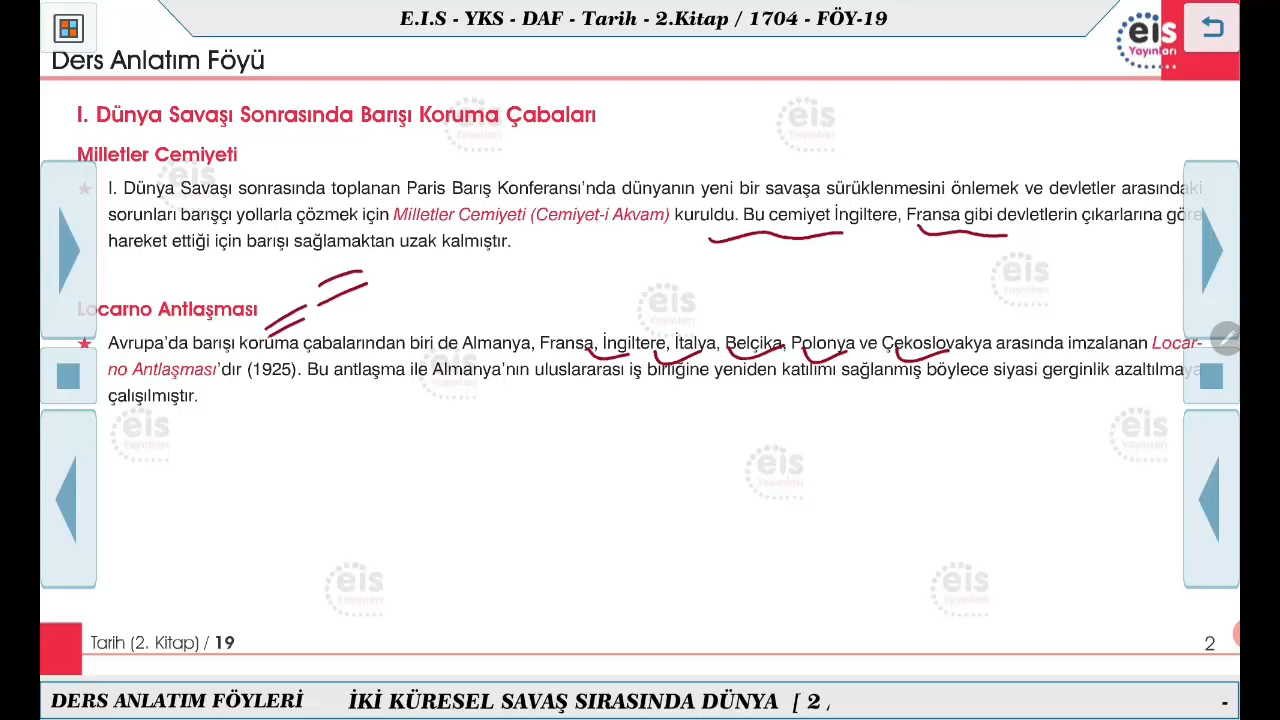 E.I.S - YKS - DAF - Tarih - 2.Kitap / 1704 - FÖY-19
eis
Yayınları
Ders Anlatım Föyü
I. Dünya Savaşı Sonrasında Barışı Koruma Çabaları
Milletler Cemiyeti
I. Dünya Savaşı sonrasında toplanan Paris Barış Konferansı'nda dünyanın yeni bir savaşa sürüklenmesini önlemek ve devletler arasındaki
sorunları barışçı yollarla çözmek için Milletler Cemiyeti (Cemiyet-i Akvam) kuruldu. Bu cemiyet İngiltere, Fransa gibi devletlerin çıkarlarına göre
hareket ettiği için barışı sağlamaktan uzak kalmıştır.
Locarno Antlaşması
Avrupa'da barışı koruma çabalarından biri de Almanya, Fransa, İngiltere, İtalya, Belçika, Polonya ve Çekoslovakya arasında imzalanan Locar-
no Antlaşması'dır (1925). Bu antlaşma ile Almanya'nın uluslararası iş birliğine yeniden katılımı sağlanmış böylece siyasi gerginlik azaltılmaya
çalışılmıştır.
Tarih (2. Kitap) / 19
2
DERS ANLATIM FÖYLERİ İKİ KÜRESEL SAVAŞ SIRASINDA DÜNYA [ 2 / -